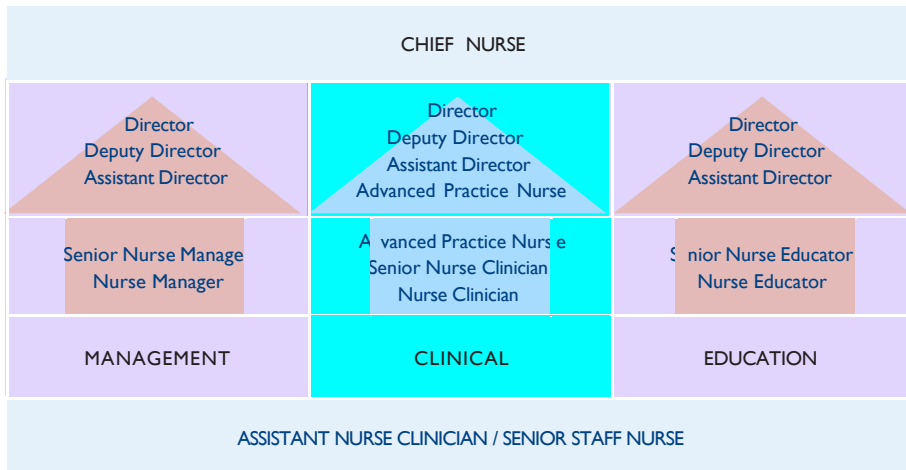 CHIEF NURSE
Director
Deputy Director
Assistant Director
Director
Deputy Director
Assistant Director
Advanced Practice Nurse
Director
Deputy Director
Assistant Director
Senior Nurse Manage
Nurse Manager
Advanced Practice Nurse
Senior Nurse Clinician
Nurse Clinician
Senior Nurse Educator
Nurse Educator
MANAGEMENT
CLINICAL
EDUCATION
ASSISTANT NURSE CLINICIAN / SENIOR STAFF NURSE